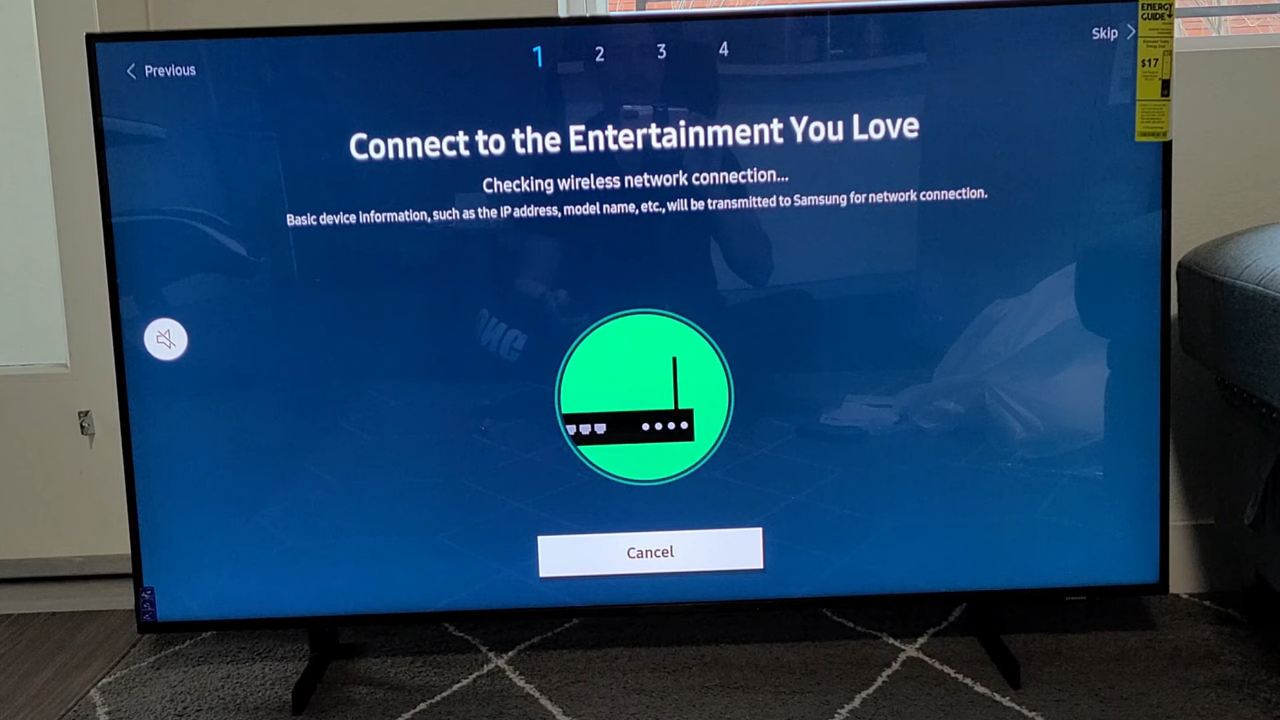 Previous
1 2 3 4
Skip
ENERGY
GUIDE
$17
Connect to the Entertainment You Love
Checking wireless network connection...
Basic device information, such as the IP address, model name, etc., will be transmitted to Samsung for network connection.
Cancel
SAMSUNG